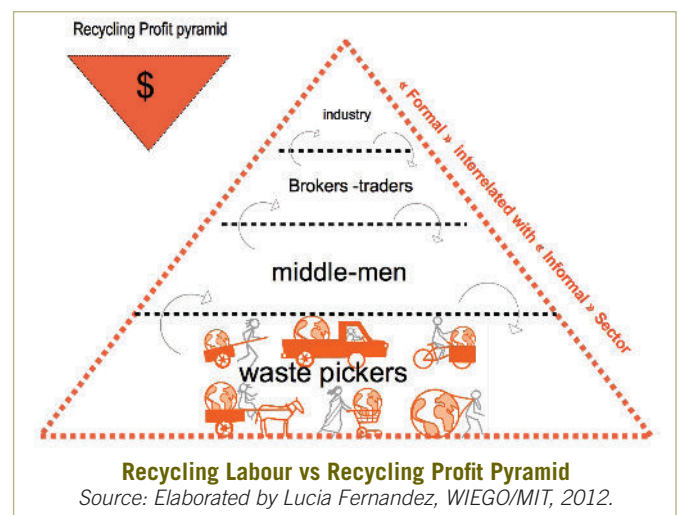 Recycling Profit pyramid
$
industry
Brokers -traders
middle-men
waste pickers
« Formal » Interrelated with « Informal » Sector
Recycling Labour vs Recycling Profit Pyramid
Source: Elaborated by Lucia Fernandez, WIEGO/MIT, 2012.